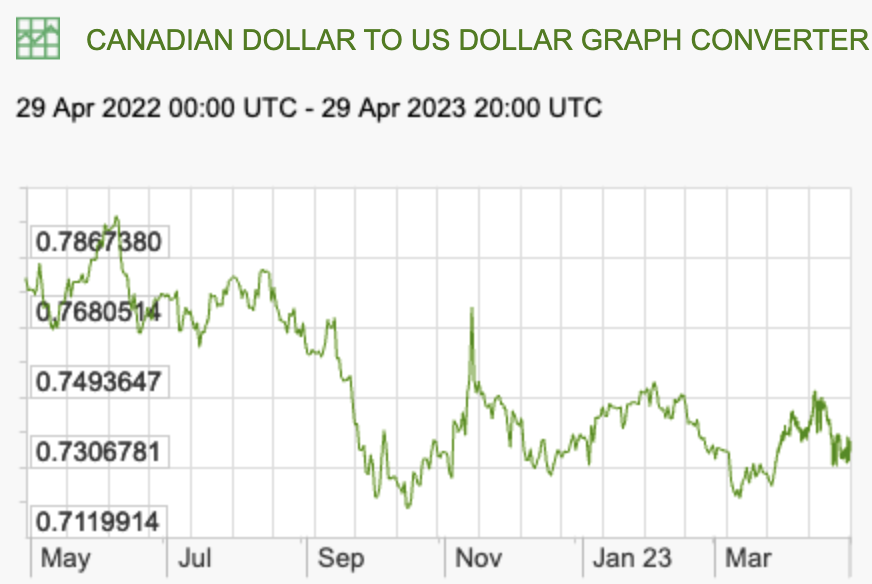 CANADIAN DOLLAR TO US DOLLAR GRAPH CONVERTER
29 Apr 2022 00:00 UTC - 29 Apr 2023 20:00 UTC
0.7867380
0.7680514
0.7493647
0.7306781
0.7119914
May Jul Sep Nov Jan 23 Mar